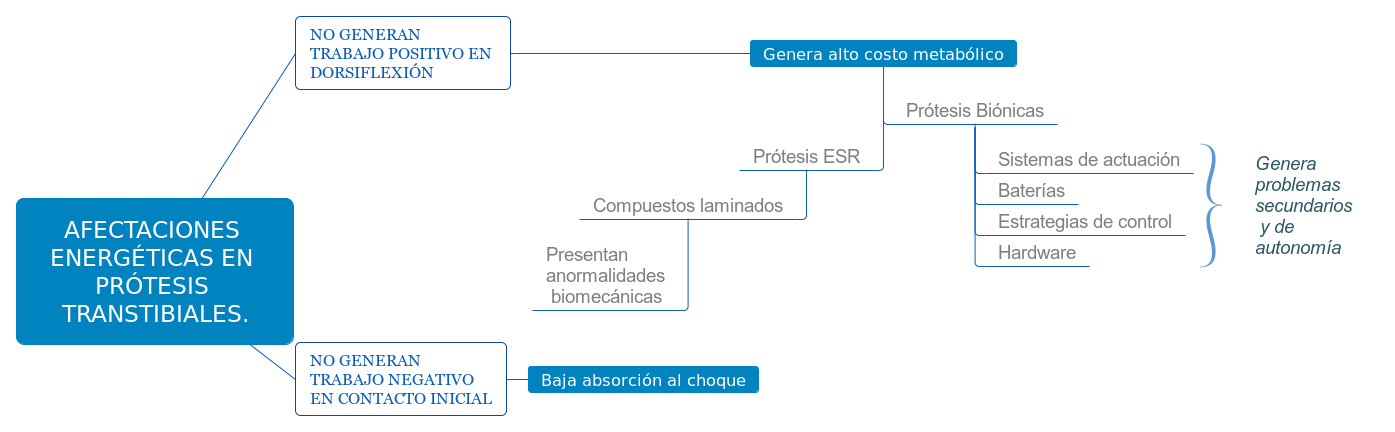 NO GENERAN
TRABAJO POSITIVO EN
DORSIFLEXIÓN
Genera alto costo metabólico
Prótesis Biónicas
Prótesis ESR
Sistemas de actuación
Baterías
Estrategias de control
Hardware
Genera
problemas
secundarios
y de
autonomía
Compuestos laminados
Presentan
anormalidades
biomecánicas
AFECTACIONES
ENERGÉTICAS EN
PRÓTESIS
TRANSTIBIALES.
NO GENERAN
TRABAJO NEGATIVO
EN CONTACTO INICIAL
Baja absorción al choque